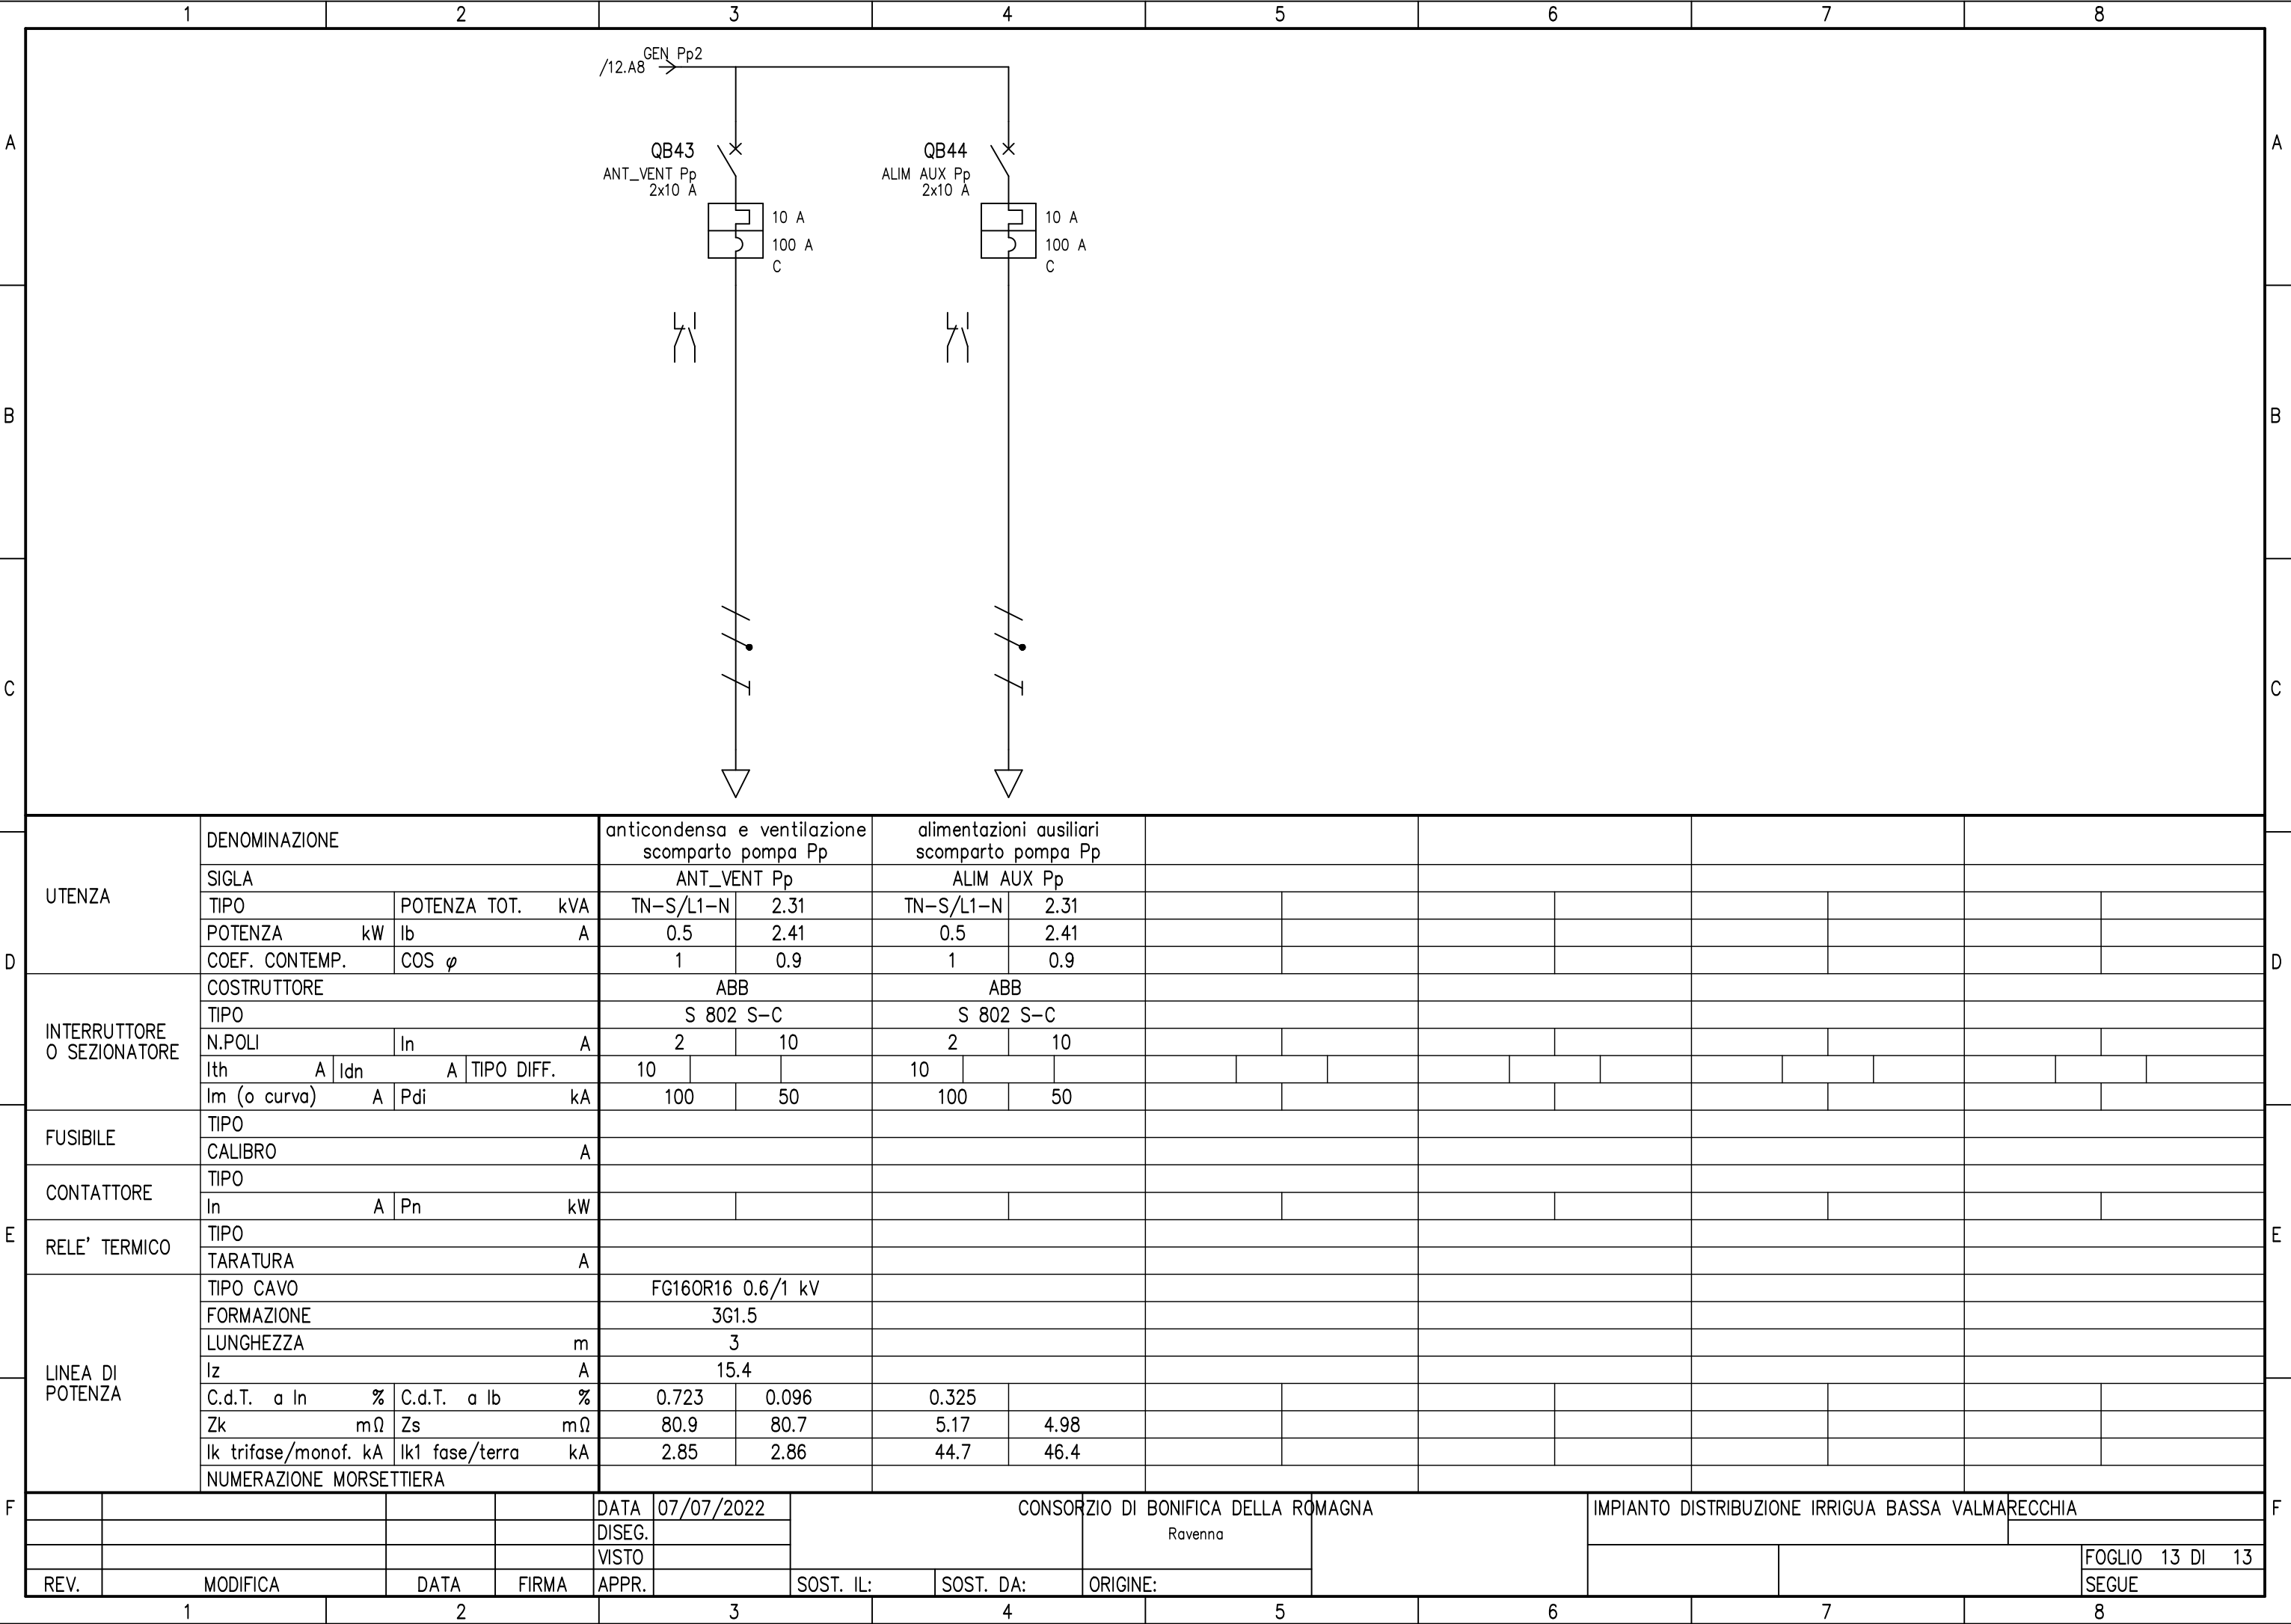 1 2 3 4 5 6 7 8
GEN Pp2
/12.A8
A A
QB43
ANT_VENT Pp
2x10 A
10 A
100 A
C
QB44
ALIM AUX Pp
2x10 A
10 A
100 A
C
B B
C C
D D
E E
F F
UTENZA
DENOMINAZIONE
anticondensa e ventilazione
scomparto pompa Pp
alimentazioni ausiliari
scomparto pompa Pp
SIGLA ANT_VENT Pp ALIM AUX Pp
TIPO POTENZA TOT. kVA TN-S/L1-N 2.31 TN-S/L1-N 2.31
POTENZA kW Ib A 0.5 2.41 0.5 2.41
COEF. CONTEMP. COS φ 1 0.9 1 0.9
INTERRUTTORE
O SEZIONATORE
COSTRUTTORE ABB ABB
TIPO S 802 S-C S 802 S-C
N.POLI In A 2 10 2 10
Ith A Idn A TIPO DIFF. 10 10
Im (o curva) A Pdi kA 100 50 100 50
FUSIBILE
TIPO
CALIBRO A
CONTATTORE
TIPO
In A Pn kW
RELE' TERMICO
TIPO
TARATURA A
LINEA DI
POTENZA
TIPO CAVO FG16OR16 0.6/1 kV
FORMAZIONE 3G1.5
LUNGHEZZA m 3
Iz A 15.4
C.d.T. a In % C.d.T. a Ib % 0.723 0.096 0.325
Zk mΩ Zs mΩ 80.9 80.7 5.17 4.98
Ik trifase/monof. kA Ik1 fase/terra kA 2.85 2.86 44.7 46.4
NUMERAZIONE MORSETTIERA
DATA 07/07/2022
DISEG.
VISTO
REV. MODIFICA DATA FIRMA APPR.
CONSORZIO DI BONIFICA DELLA ROMAGNA
Ravenna
SOST. IL: SOST. DA: ORIGINE:
IMPIANTO DISTRIBUZIONE IRRIGUA BASSA VALMARECCHIA
FOGLIO 13 DI 13
SEGUE
1 2 3 4 5 6 7 8